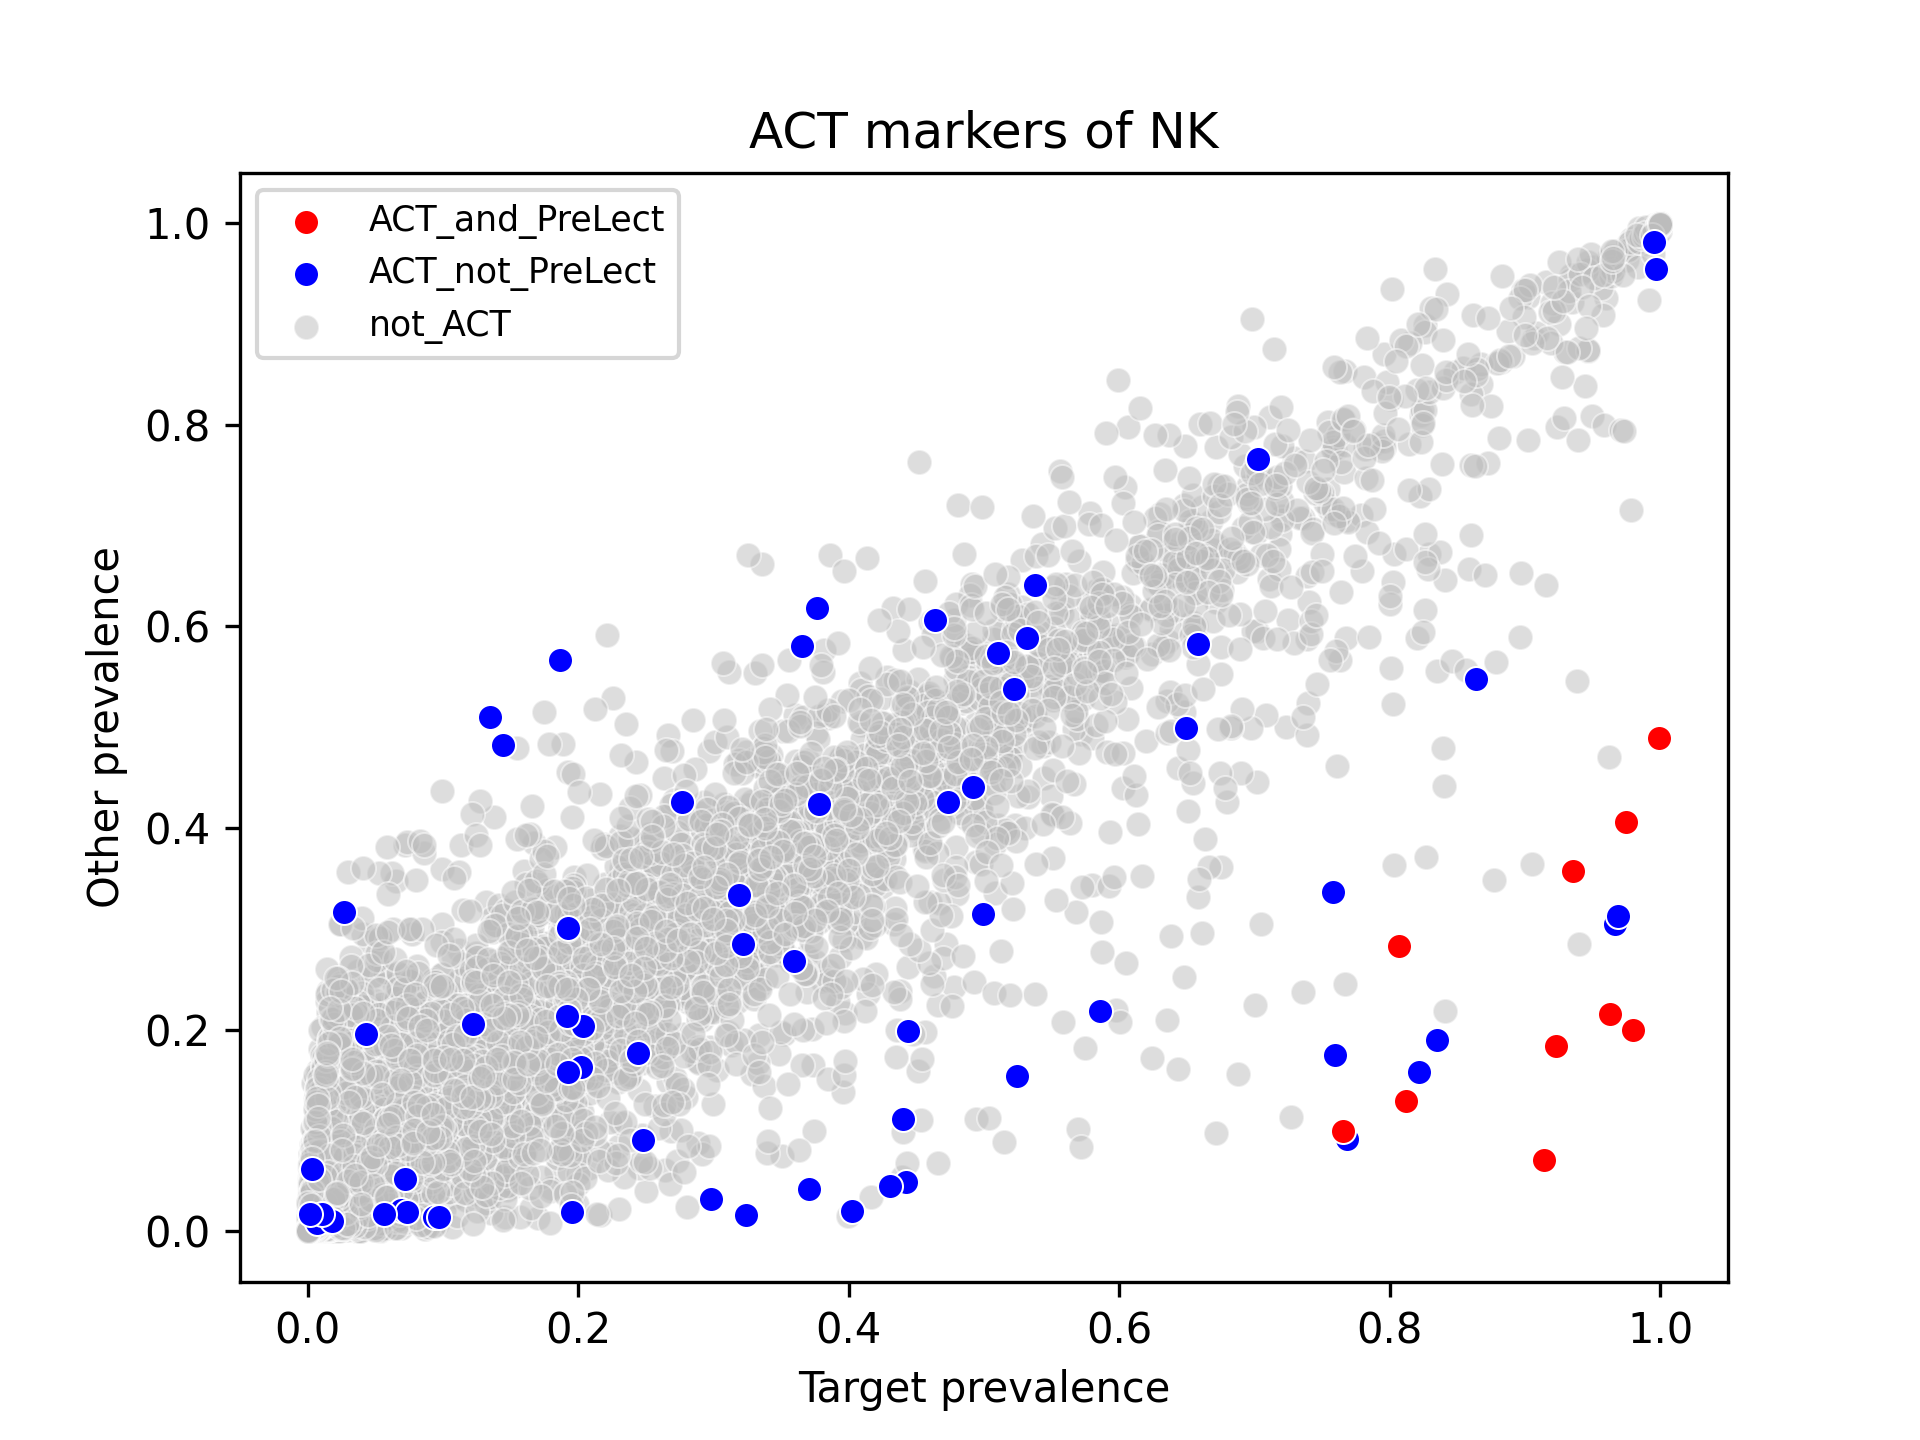 ACT markers of NK
ACT_and_PreLect
ACT_not_PreLect
not_ACT
1.0
0.8
0.6
0.4
0.2
0.0
Other prevalence
0.0 0.2 0.4 0.6 0.8 1.0
Target prevalence